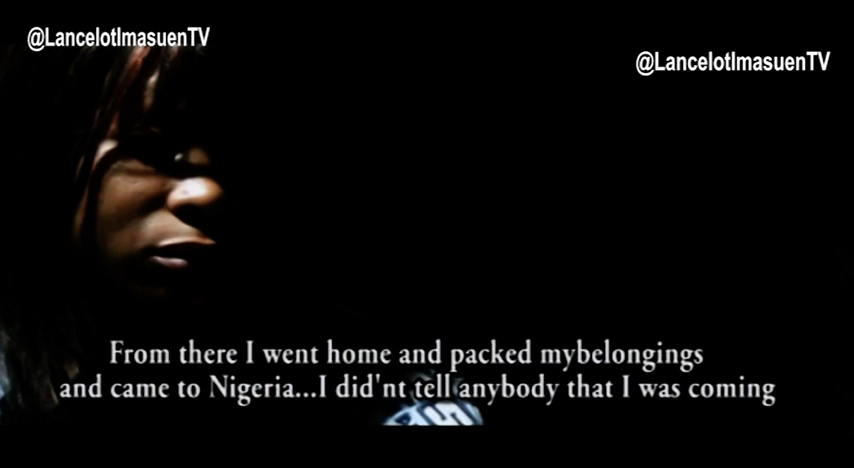 @LancelotImasuenTV
@LancelotImasuenTV
From there I went home and packed mybelongings
and came to Nigeria...I did'nt tell anybody that I was coming